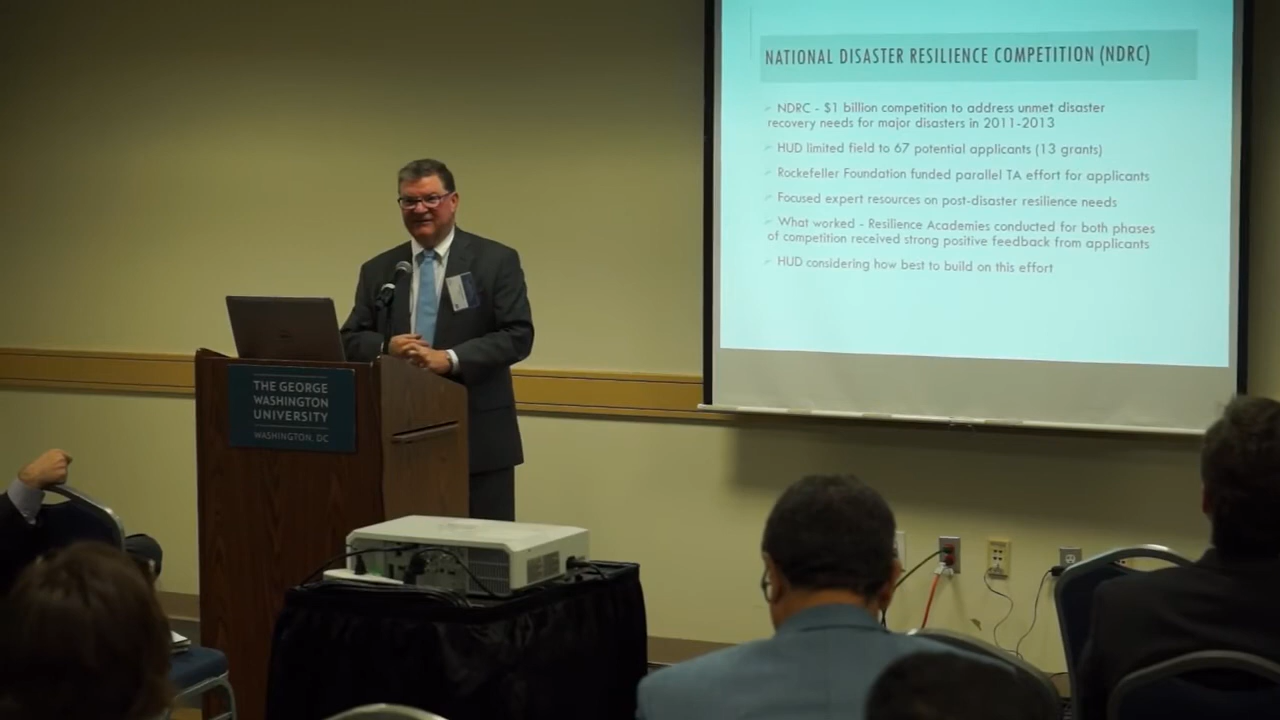 NATIONAL DISASTER RESILIENCE COMPETITION (NDRC)
NDRC - $1 billion competition to address unmet disaster
recovery needs for major disasters in 2011-2013
HUD limited field to 67 potential applicants (13 grants)
Rockefeller Foundation funded parallel TA effort for applicants
Focused expert resources on post-disaster resilience needs
What worked - Resilience Academies conducted for both phases
of competition received strong positive feedback from applicants
HUD considering how best to build on this effort
THE GEORGE
WASHINGTON
UNIVERSITY
WASHINGTON, DC